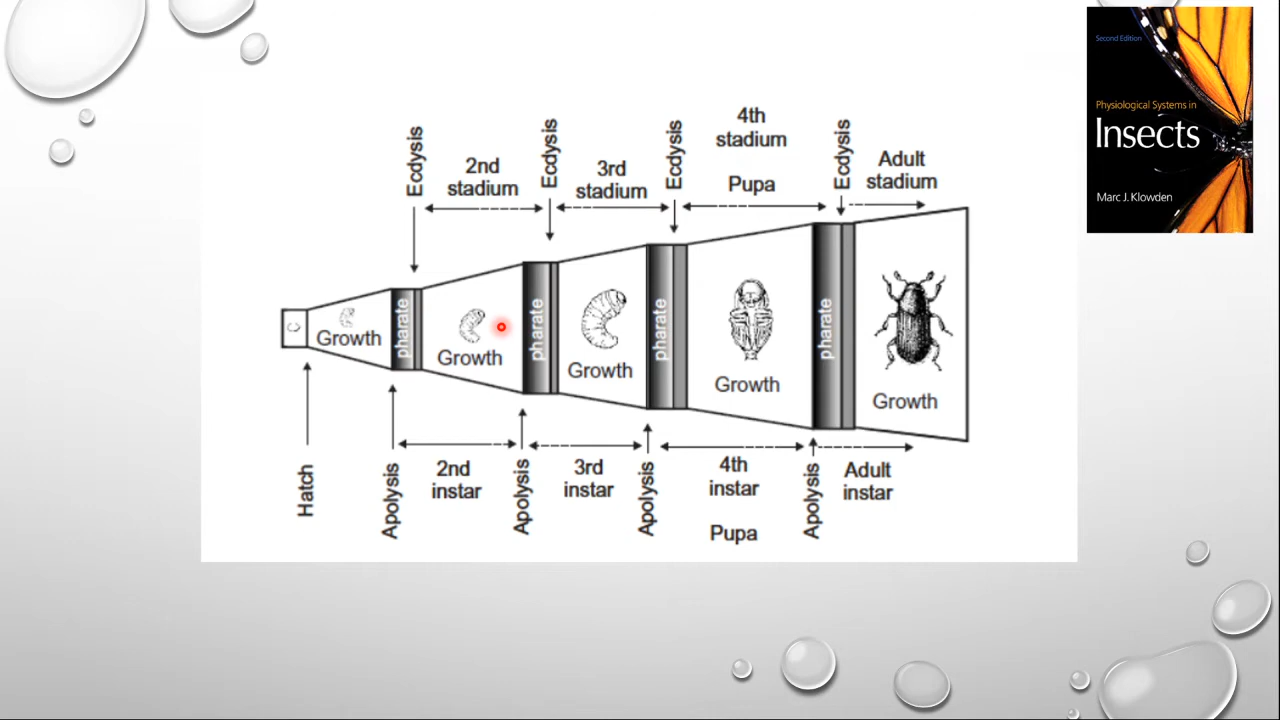 Second Edition
Physiological Systems in
Insects
Marc J. Klowden
4th
stadium
Pupa
Ecdysis
2nd
stadium
Ecdysis
3rd
stadium
Ecdysis
Ecdysis
Adult
stadium
Growth
pharate
Growth
pharate
Growth
pharate
Growth
pharate
Growth
Hatch
Apolysis
2nd
instar
Apolysis
3rd
instar
Apolysis
4th
instar
Pupa
Apolysis
Adult
instar